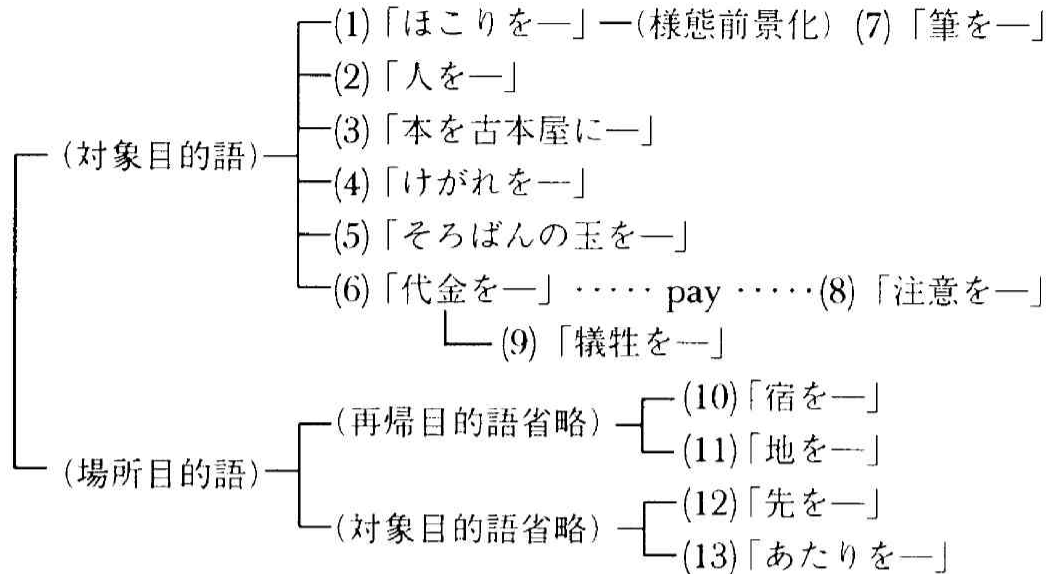 (1)「ほこりを―」―(様態前景化) (7)「筆を―」
(2)「人を―」
(3)「本を古本屋に―」
(対象目的語)
(4)「けがれを―」
(5)「そろばんの玉を―」
(6)「代金を―」‥‥‥ pay ‥‥‥(8)「注意を―」
(9)「犠牲を―」
(再帰目的語省略)
(10)「宿を―」
(11)「地を―」
(場所目的語)
(対象目的語省略)
(12)「先を―」
(13)「あたりを―」